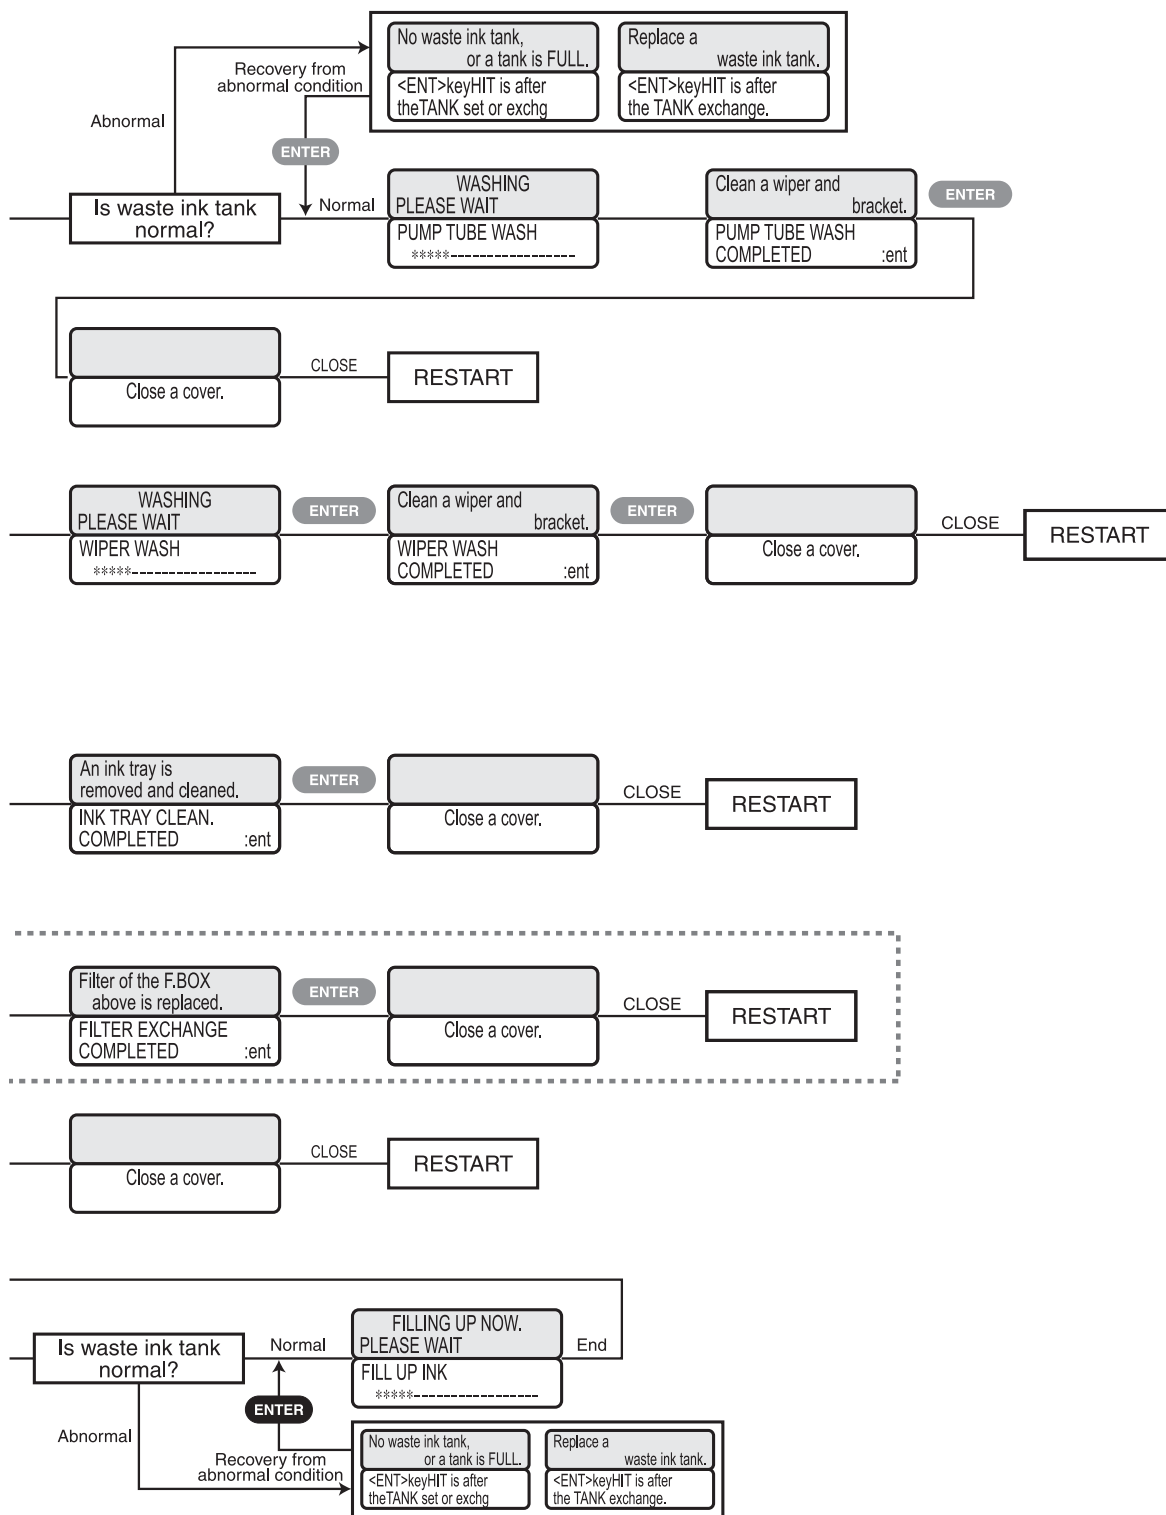 No waste ink tank,
or a tank is FULL.
<ENT>keyHIT is after
theTANK set or exchg
Replace a
waste ink tank.
<ENT>keyHIT is after
the TANK exchange.
Recovery from
abnormal condition
Abnormal
ENTER
Is waste ink tank
normal?
Normal
WASHING
PLEASE WAIT
PUMP TUBE WASH
*****------------------
Clean a wiper and
bracket.
PUMP TUBE WASH
COMPLETED :ent
ENTER
Close a cover.
CLOSE
RESTART
WASHING
PLEASE WAIT
WIPER WASH
*****------------------
ENTER
Clean a wiper and
bracket.
WIPER WASH
COMPLETED :ent
ENTER
Close a cover.
CLOSE
RESTART
An ink tray is
removed and cleaned.
INK TRAY CLEAN.
COMPLETED :ent
ENTER
Close a cover.
CLOSE
RESTART
Filter of the F.BOX
above is replaced.
FILTER EXCHANGE
COMPLETED :ent
ENTER
Close a cover.
CLOSE
RESTART
Close a cover.
CLOSE
RESTART
Is waste ink tank
normal?
Normal
FILLING UP NOW.
PLEASE WAIT
FILL UP INK
*****------------------
End
ENTER
Abnormal
Recovery from
abnormal condition
No waste ink tank,
or a tank is FULL.
<ENT>keyHIT is after
theTANK set or exchg
Replace a
waste ink tank.
<ENT>keyHIT is after
the TANK exchange.